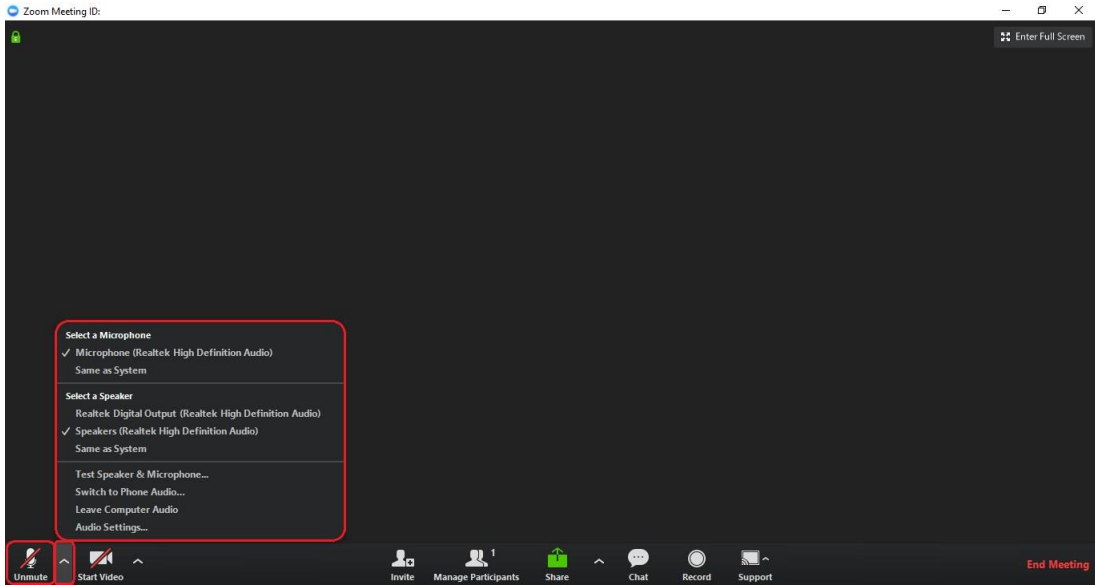 Zoom Meeting ID:
Enter Full Screen
Select a Microphone
Microphone (Realtek High Definition Audio)
Same as System
Select a Speaker
Realtek Digital Output (Realtek High Definition Audio)
Speakers (Realtek High Definition Audio)
Same as System
Test Speaker & Microphone...
Switch to Phone Audio...
Leave Computer Audio
Audio Settings...
1
Unmute Start Video Invite Manage Participants Share Chat Record Support End Meeting